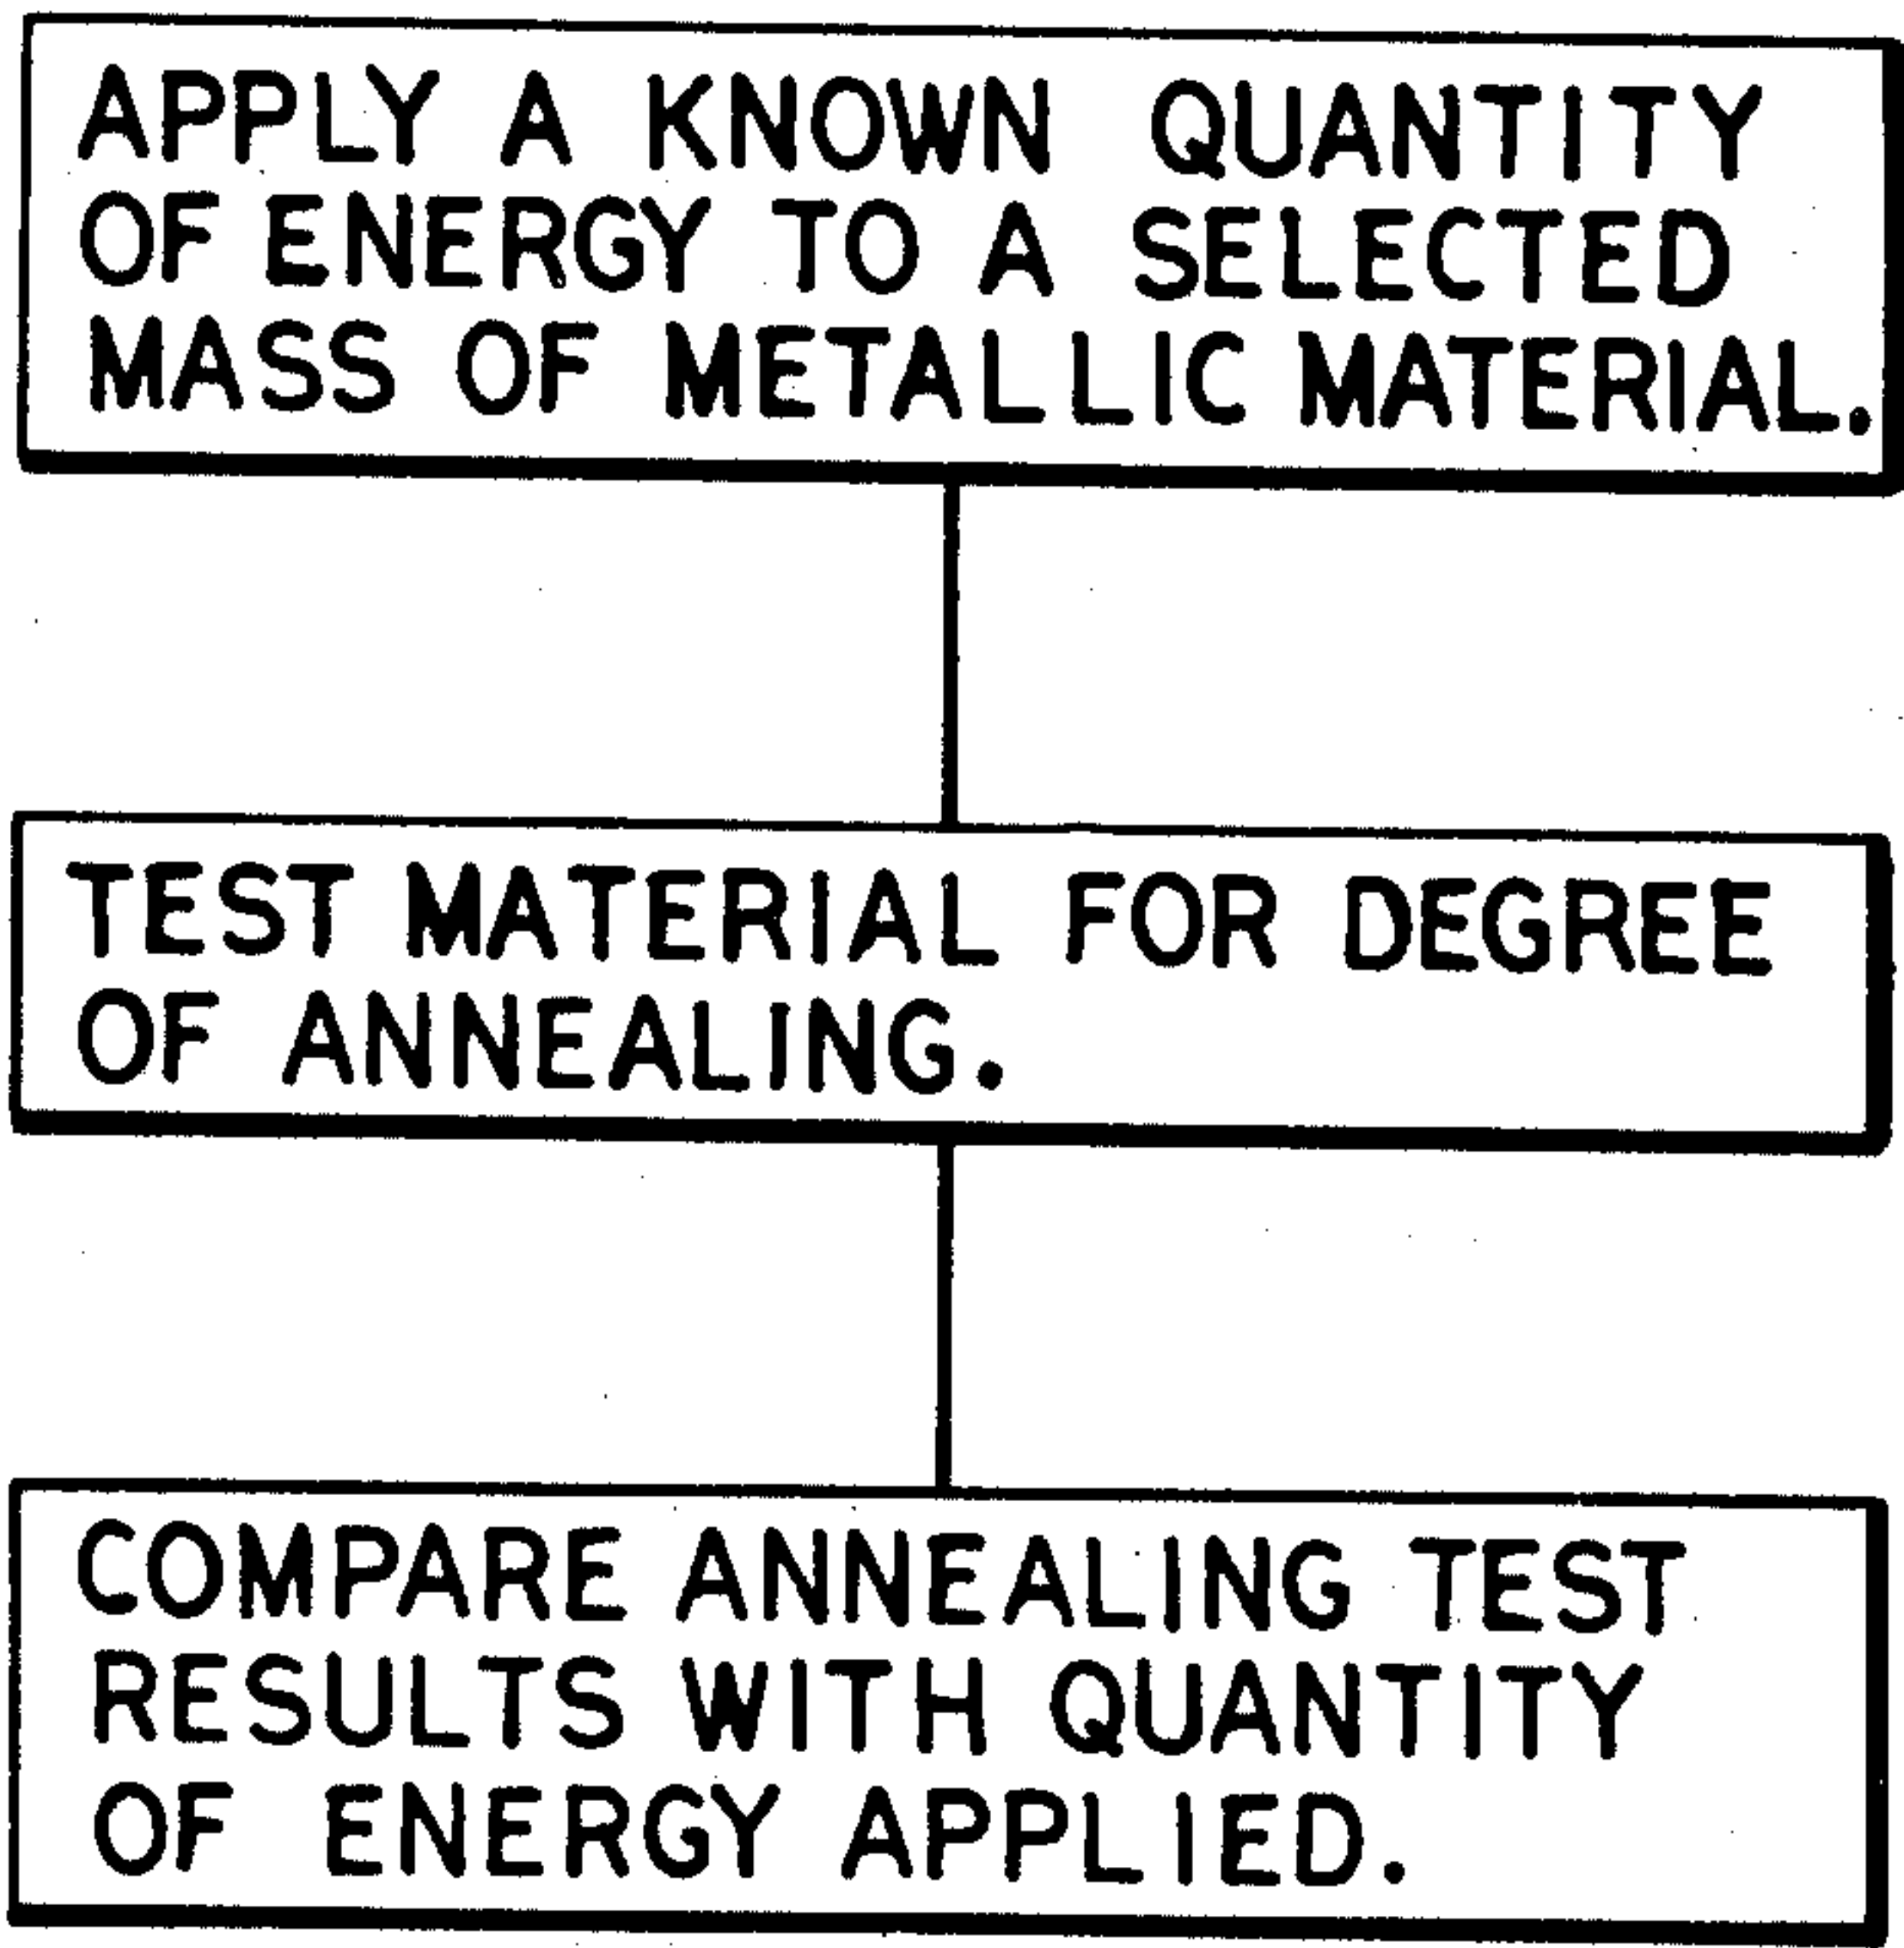 APPLY A KNOWN QUANTITY
OF ENERGY TO A SELECTED
MASS OF METALLIC MATERIAL.
TEST MATERIAL FOR DEGREE
OF ANNEALING.
COMPARE ANNEALING TEST
RESULTS WITH QUANTITY
OF ENERGY APPLIED.